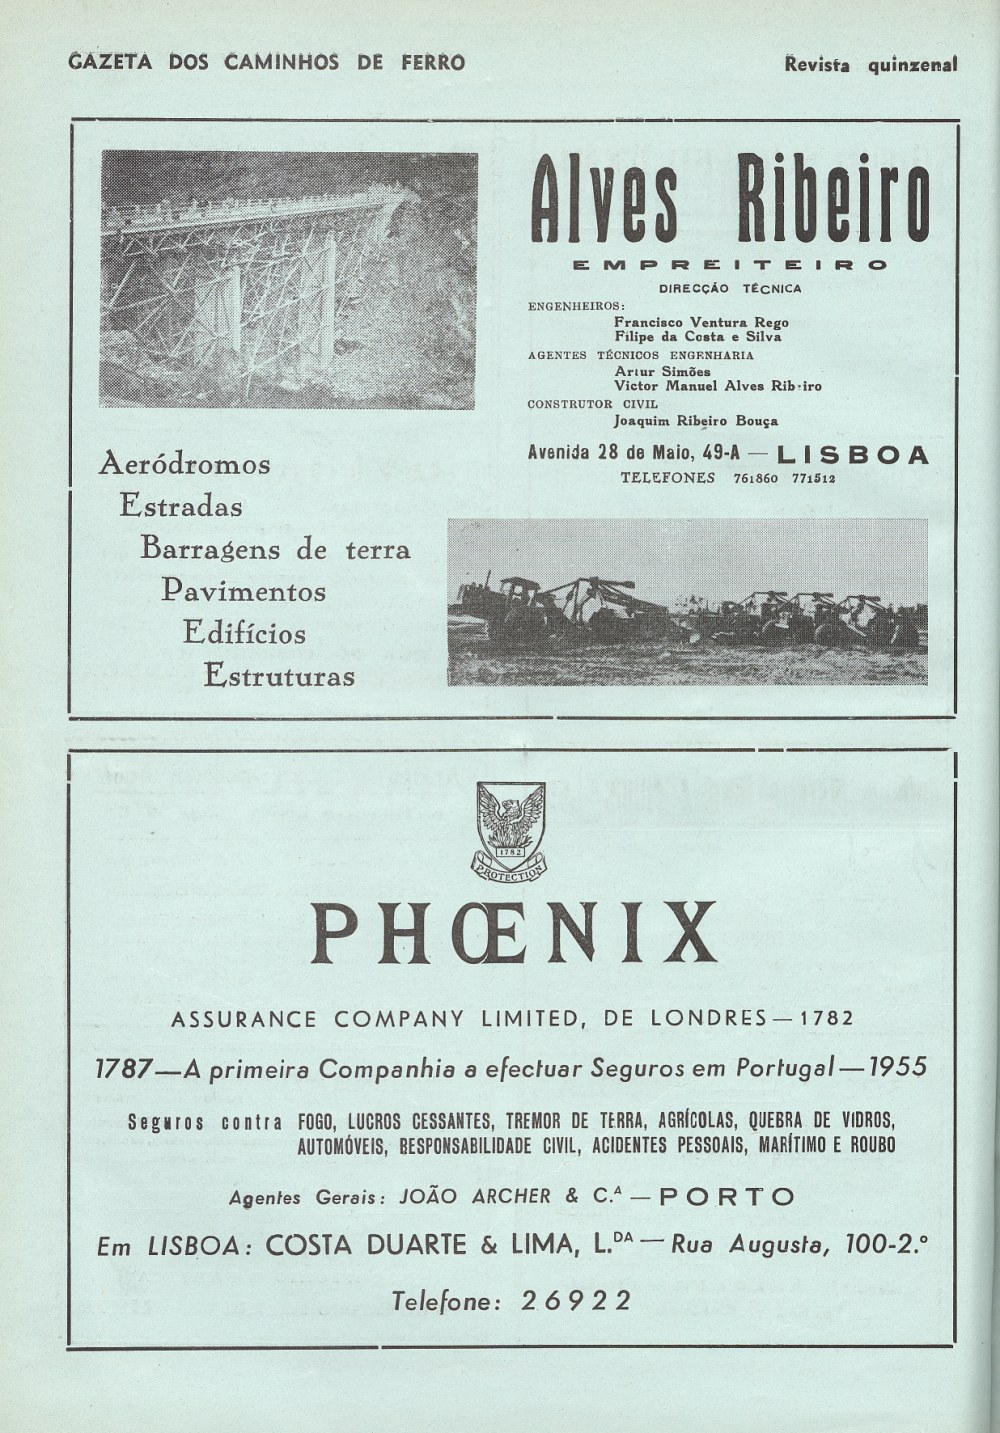 GAZETA DOS CAMINHOS DE FERRO
Revista quinzenal
Alves Ribeiro
EMPREITEIRO
DIRECÇÃO TÉCNICA
ENGENHEIROS:
Francisco Ventura Rego
Filipe da Costa e Silva
AGENTES TÉCNICOS ENGENHARIA
Artur Simões
Victor Manuel Alves Ribeiro
CONSTRUTOR CIVIL
Joaquim Ribeiro Bouça
Avenida 28 de Maio, 49-A — LISBOA
TELEFONES 761860 771512
Aeródromos
Estradas
Barragens de terra
Pavimentos
Edifícios
Estruturas
1782
PROTECTION
PHŒNIX
ASSURANCE COMPANY LIMITED, DE LONDRES — 1782
1787—A primeira Companhia a efectuar Seguros em Portugal—1955
Seguros contra FOGO, LUCROS CESSANTES, TREMOR DE TERRA, AGRÍCOLAS, QUEBRA DE VIDROS,
AUTOMÓVEIS, RESPONSABILIDADE CIVIL, ACIDENTES PESSOAIS, MARÍTIMO E ROUBO
Agentes Gerais: JOÃO ARCHER & C.ᴬ — PORTO
Em LISBOA: COSTA DUARTE & LIMA, L.ᴰᴬ — Rua Augusta, 100-2.º
Telefone: 26922